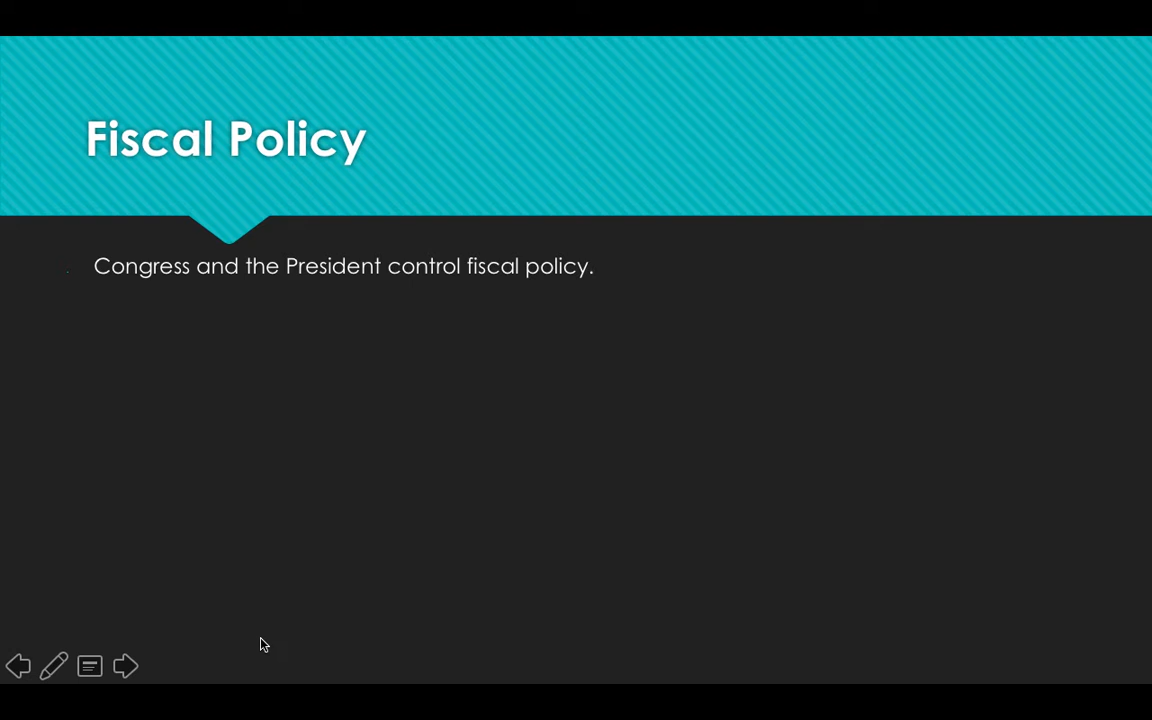 Fiscal Policy
Congress and the President control fiscal policy.